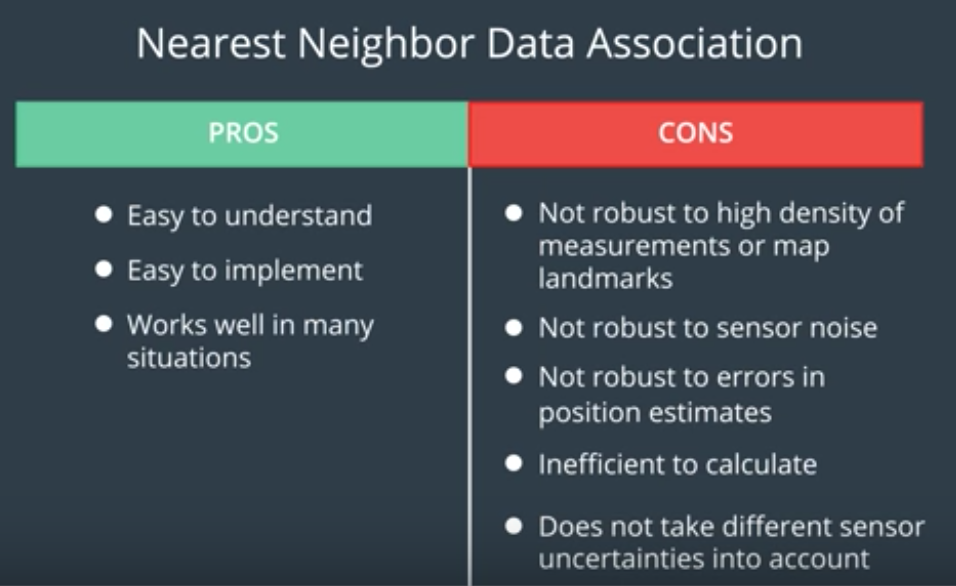 Nearest Neighbor Data Association
PROS
Easy to understand
Easy to implement
Works well in many
situations
CONS
Not robust to high density of
measurements or map
landmarks
Not robust to sensor noise
Not robust to errors in
position estimates
Inefficient to calculate
Does not take different sensor
uncertainties into account